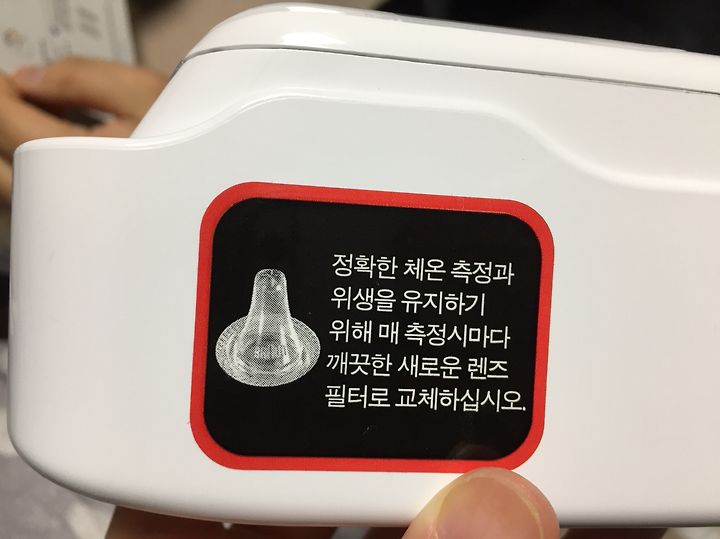 정확한 체온 측정과
위생을 유지하기
위해 매 측정시마다
깨끗한 새로운 렌즈
필터로 교체하십시오.